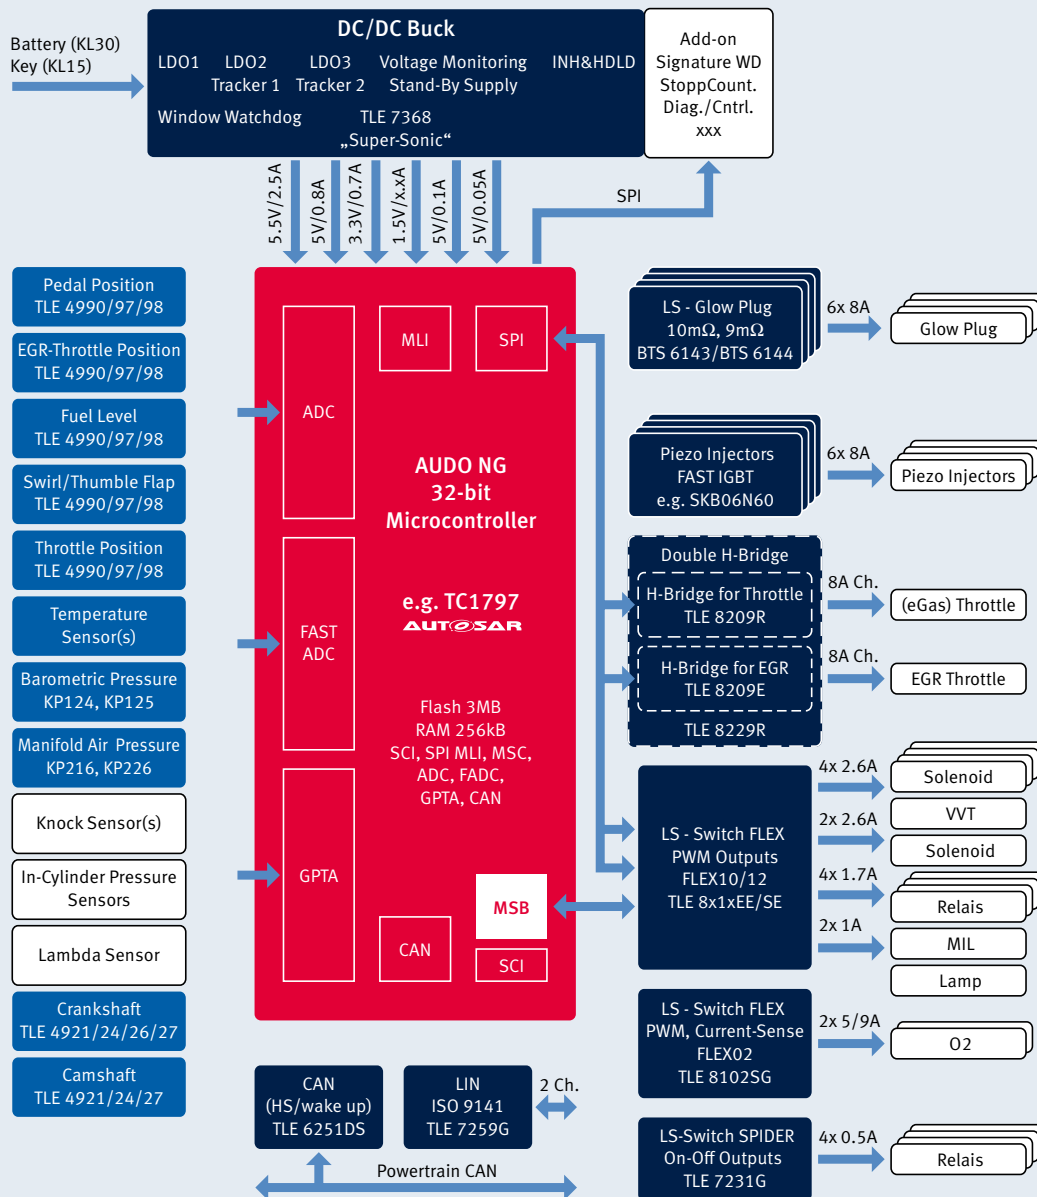 Battery (KL30)
Key (KL15)
DC/DC Buck
LDO1 LDO2 LDO3 Voltage Monitoring INH&HDLD
Tracker 1 Tracker 2 Stand-By Supply
Window Watchdog TLE 7368
„Super-Sonic“
Add-on
Signature WD
StoppCount.
Diag./Cntrl.
xxx
5.5V/2.5A
5V/0.8A
3.3V/0.7A
1.5V/x.xA
5V/0.1A
5V/0.05A
SPI
Pedal Position
TLE 4990/97/98
EGR-Throttle Position
TLE 4990/97/98
Fuel Level
TLE 4990/97/98
Swirl/Thumble Flap
TLE 4990/97/98
Throttle Position
TLE 4990/97/98
Temperature
Sensor(s)
Barometric Pressure
KP124, KP125
Manifold Air Pressure
KP216, KP226
Knock Sensor(s)
In-Cylinder Pressure
Sensors
Lambda Sensor
Crankshaft
TLE 4921/24/26/27
Camshaft
TLE 4921/24/27
ADC
MLI
SPI
AUDO NG
32-bit
Microcontroller
e.g. TC1797
AUTOSAR
FAST
ADC
Flash 3MB
RAM 256kB
SCI, SPI MLI, MSC,
ADC, FADC,
GPTA, CAN
GPTA
MSB
CAN
SCI
LS - Glow Plug
10mΩ, 9mΩ
BTS 6143/BTS 6144
6x 8A
Glow Plug
Piezo Injectors
FAST IGBT
e.g. SKB06N60
6x 8A
Piezo Injectors
Double H-Bridge
H-Bridge for Throttle
TLE 8209R
8A Ch.
(eGas) Throttle
H-Bridge for EGR
TLE 8209E
8A Ch.
EGR Throttle
TLE 8229R
LS - Switch FLEX
PWM Outputs
FLEX10/12
TLE 8x1xEE/SE
4x 2.6A
Solenoid
VVT
2x 2.6A
Solenoid
4x 1.7A
Relais
2x 1A
MIL
Lamp
LS - Switch FLEX
PWM, Current-Sense
FLEX02
TLE 8102SG
2x 5/9A
O2
CAN
(HS/wake up)
TLE 6251DS
LIN
ISO 9141
TLE 7259G
2 Ch.
Powertrain CAN
LS-Switch SPIDER
On-Off Outputs
TLE 7231G
4x 0.5A
Relais